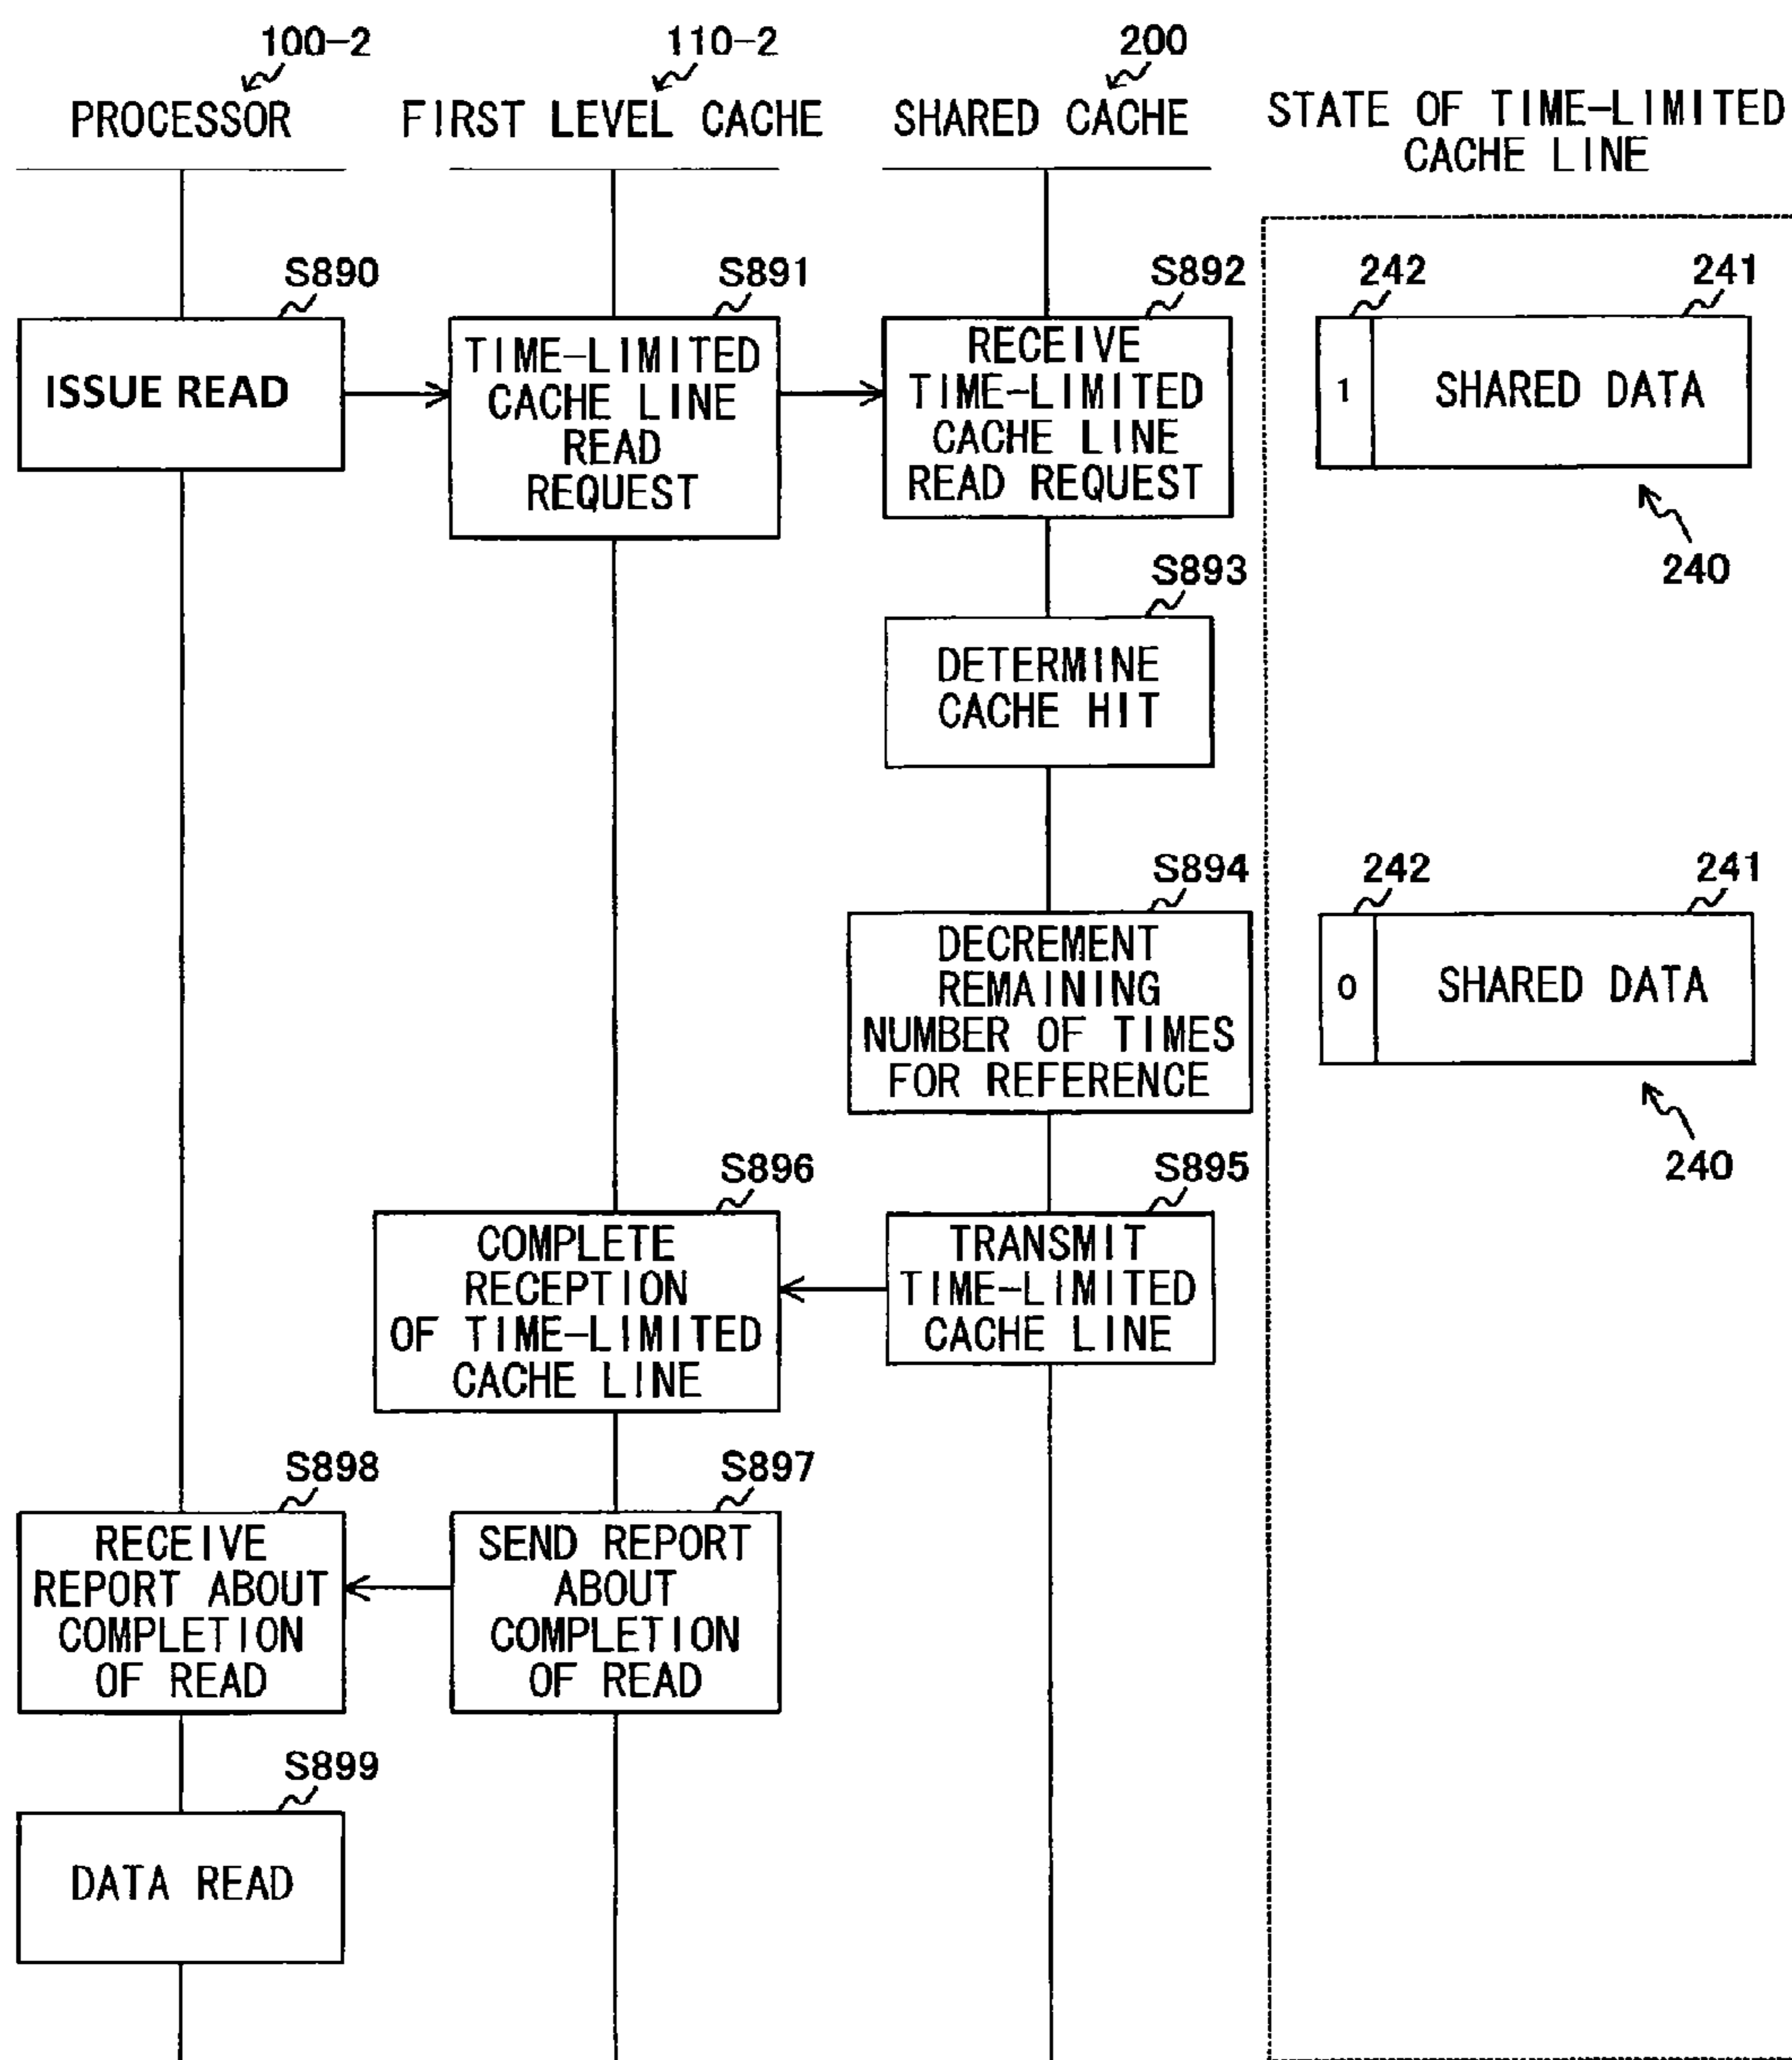 100-2
110-2
200
PROCESSOR
FIRST LEVEL CACHE
SHARED CACHE
STATE OF TIME-LIMITED
CACHE LINE
S890
S891
S892
242
241
ISSUE READ
TIME-LIMITED
CACHE LINE
READ
REQUEST
RECEIVE
TIME-LIMITED
CACHE LINE
READ REQUEST
1
SHARED DATA
240
S893
DETERMINE
CACHE HIT
S894
242
241
DECREMENT
REMAINING
NUMBER OF TIMES
FOR REFERENCE
0
SHARED DATA
240
S896
S895
COMPLETE
RECEPTION
OF TIME-LIMITED
CACHE LINE
TRANSMIT
TIME-LIMITED
CACHE LINE
S898
S897
RECEIVE
REPORT ABOUT
COMPLETION
OF READ
SEND REPORT
ABOUT
COMPLETION
OF READ
S899
DATA READ